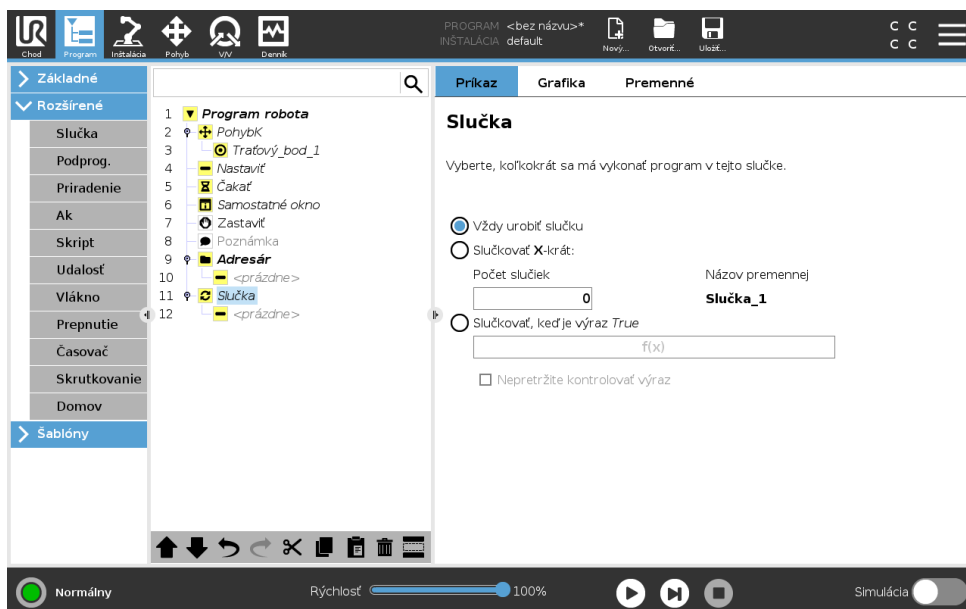 PROGRAM <bez názvu>*
INŠTALÁCIA default
Chod Program Inštalácia Pohyb V/V Denník Nový... Otvoriť... Uložiť...
C C
C C
Základné
Rozšírené
Slučka
Podprog.
Priradenie
Ak
Skript
Udalosť
Vlákno
Prepnutie
Časovač
Skrutkovanie
Domov
Šablóny
1 Program robota
2 PohybK
3 Traťový_bod_1
4 Nastaviť
5 Čakať
6 Samostatné okno
7 Zastaviť
8 Poznámka
9 Adresár
10 <prázdne>
11 Slučka
12 <prázdne>
Príkaz Grafika Premenné
Slučka
Vyberte, koľkokrát sa má vykonať program v tejto slučke.
Vždy urobiť slučku
Slučkovať X-krát:
Počet slučiek Názov premennej
0 Slučka_1
Slučkovať, keď je výraz True
f(x)
Nepretržite kontrolovať výraz
Normálny Rýchlosť 100% Simulácia